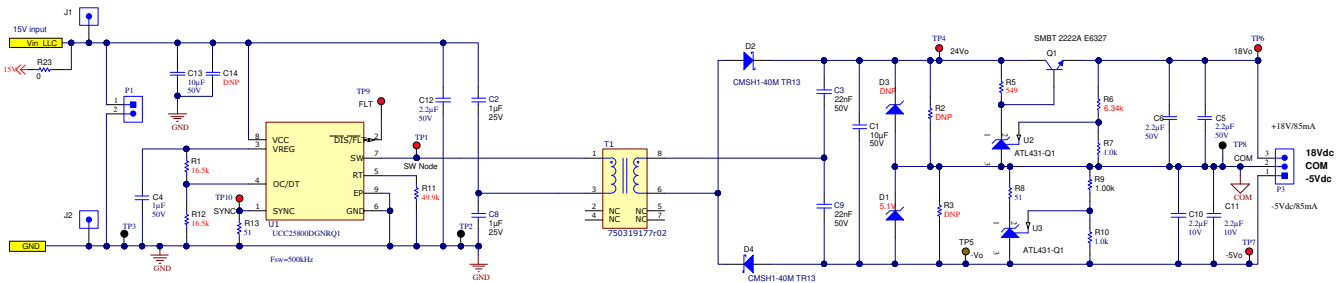 J1
15V input
Vin_LLC
15V
R23
0
P1
1
2
C13
10µF
50V
C14
DNP
GND
C4
1µF
50V
R1
16.5k
R12
16.5k
TP10
SYNC
R13
51
8
VCC
3
VREG
4
OC/DT
1
SYNC
DIS/FLT
2
SW
7
RT
5
EP
9
GND
6
U1
UCC25800DGNRQ1
Fsw=500kHz
TP9
FLT
TP1
SW Node
R11
49.9k
C12
2.2µF
50V
C2
1µF
25V
C8
1µF
25V
J2
GND
TP3
GND
TP2
GND
T1
1
3
2
4
NC
NC
8
6
NC
NC
5
7
750319177r02
D2
CMSH1-40M TR13
D4
CMSH1-40M TR13
C3
22nF
50V
C9
22nF
50V
C1
10µF
50V
D3
DNP
D1
5.1V
R2
DNP
R3
DNP
TP4
24Vo
TP5
-Vo
SMBT 2222A E6327
Q1
R5
549
U2
ATL431-Q1
1
2
3
R8
51
U3
ATL431-Q1
1
2
3
R6
6.34k
R7
1.0k
R9
1.00k
R10
1.0k
C6
2.2µF
50V
C5
2.2µF
50V
C10
2.2µF
10V
C11
2.2µF
10V
TP6
18Vo
TP8
COM
COM
TP7
-5Vo
+18V/85mA
3
2
1
P3
18Vdc
COM
-5Vdc
-5Vdc/85mA